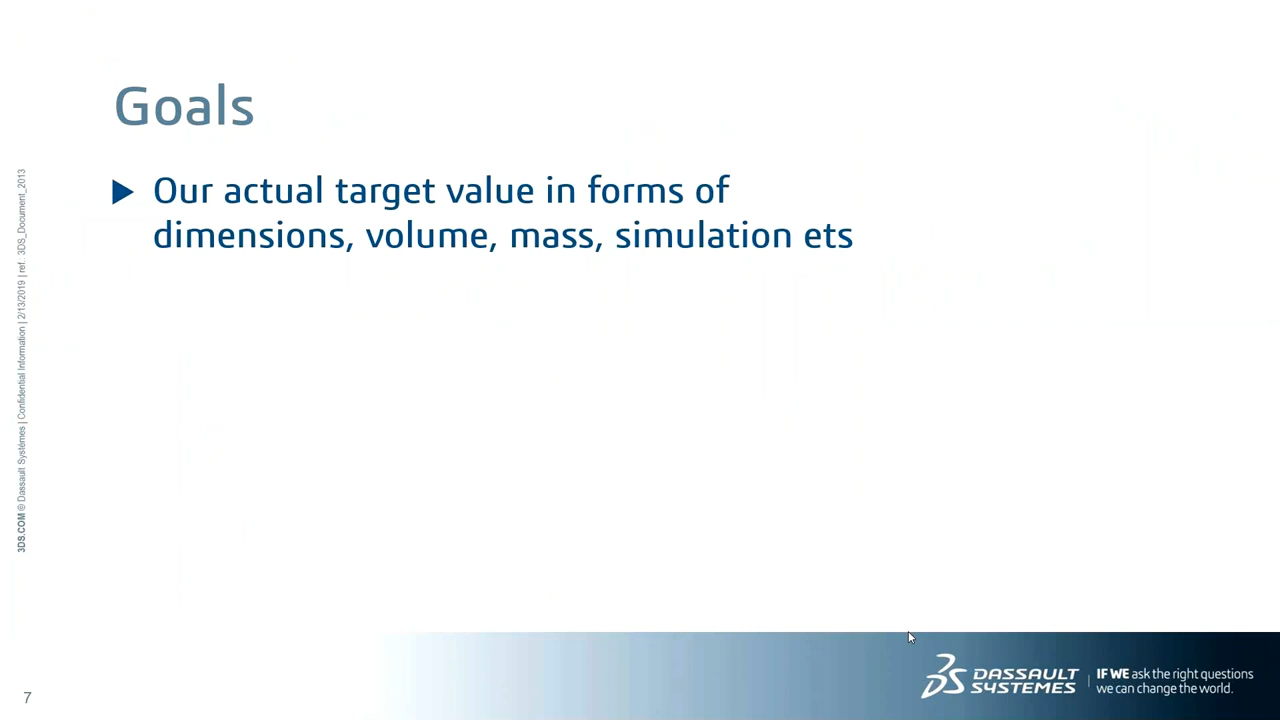 Goals
Our actual target value in forms of
dimensions, volume, mass, simulation ets
3DS.COM © Dassault Systèmes | Confidential Information | 2/13/2019 | ref.: 3DS_Document_2013
7
3DS DASSAULT
SYSTEMES
IF WE ask the right questions
we can change the world.